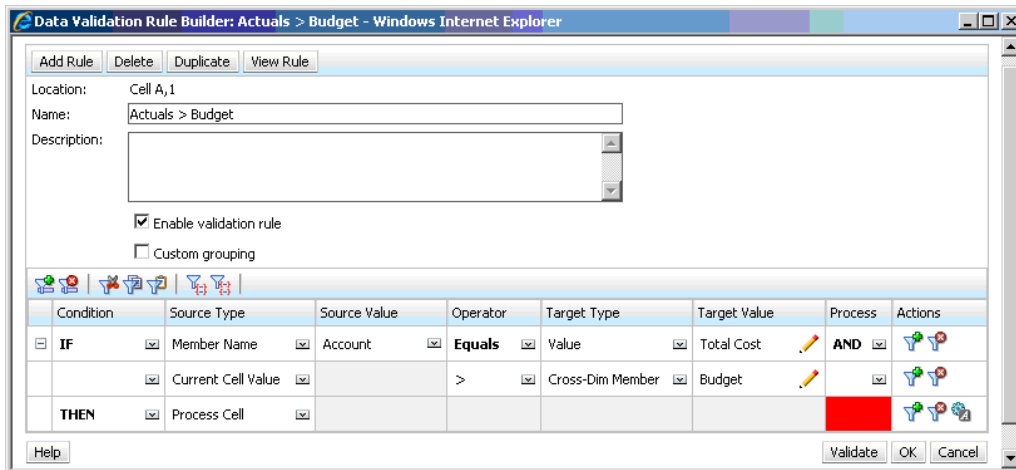 Data Validation Rule Builder: Actuals > Budget - Windows Internet Explorer
Add Rule Delete Duplicate View Rule
Location: Cell A,1
Name: Actuals > Budget
Description:
Enable validation rule
Custom grouping
Condition Source Type Source Value Operator Target Type Target Value Process Actions
IF Member Name Account Equals Value Total Cost AND
Current Cell Value > Cross-Dim Member Budget
THEN Process Cell
Help Validate OK Cancel